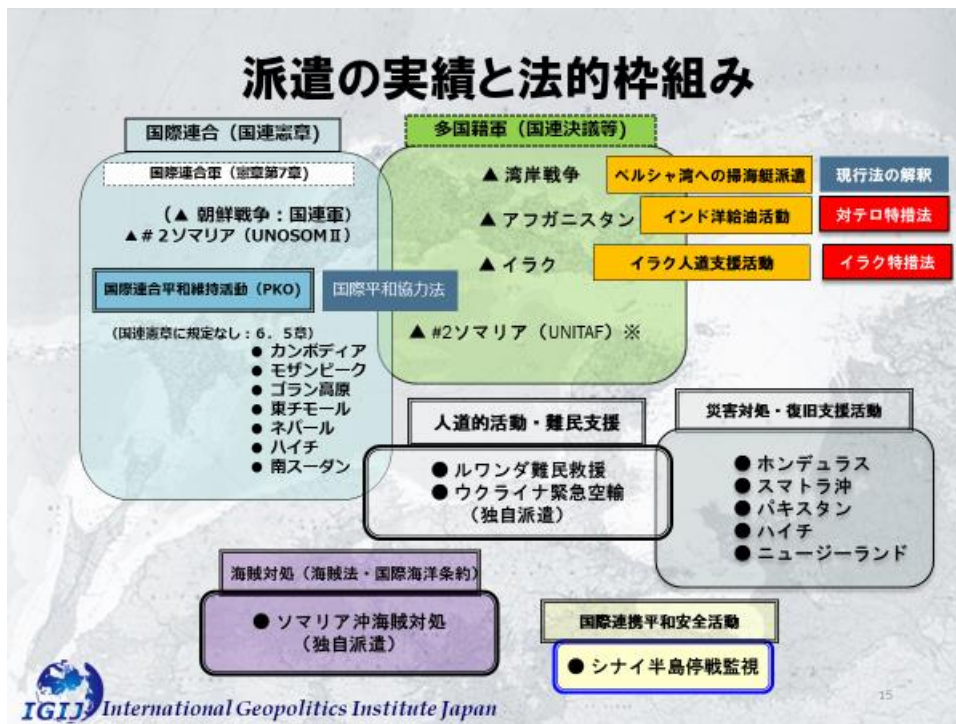 派遣の実績と法的枠組み
国際連合（国連憲章)
国際連合軍（憲章第7章）
（▲ 朝鮮戦争：国連軍）
▲＃2ソマリア（UNOSOMⅡ）
国際連合平和維持活動（PKO）
国際平和協力法
（国連憲章に規定なし：6．5章）
● カンボディア
● モザンビーク
● ゴラン高原
● 東チモール
● ネパール
● ハイチ
● 南スーダン
多国籍軍（国連決議等)
▲ 湾岸戦争
ペルシャ湾への掃海艇派遣
現行法の解釈
▲ アフガニスタン
インド洋給油活動
対テロ特措法
▲ イラク
イラク人道支援活動
イラク特措法
▲ #2ソマリア（UNITAF）※
人道的活動・難民支援
● ルワンダ難民救援
● ウクライナ緊急空輸
（独自派遣）
災害対処・復旧支援活動
● ホンデュラス
● スマトラ沖
● パキスタン
● ハイチ
● ニュージーランド
海賊対処（海賊法・国際海洋条約）
● ソマリア沖海賊対処
（独自派遣）
国際連携平和安全活動
● シナイ半島停戦監視
15
IGIJ International Geopolitics Institute Japan